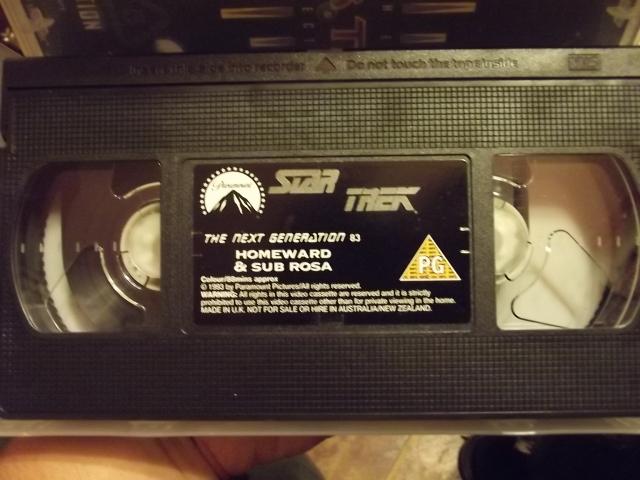 Do not touch the tape inside
VHS
Paramount
STAR
TREK
THE NEXT GENERATION 83
HOMEWARD
& SUB ROSA
PG
© 1993 by Paramount Pictures/All rights reserved.
WARNING: All rights in this video cassette are reserved and it is strictly
prohibited to use this video cassette other than for private viewing in the home.
MADE IN U.K. NOT FOR SALE OR HIRE IN AUSTRALIA/NEW ZEALAND.